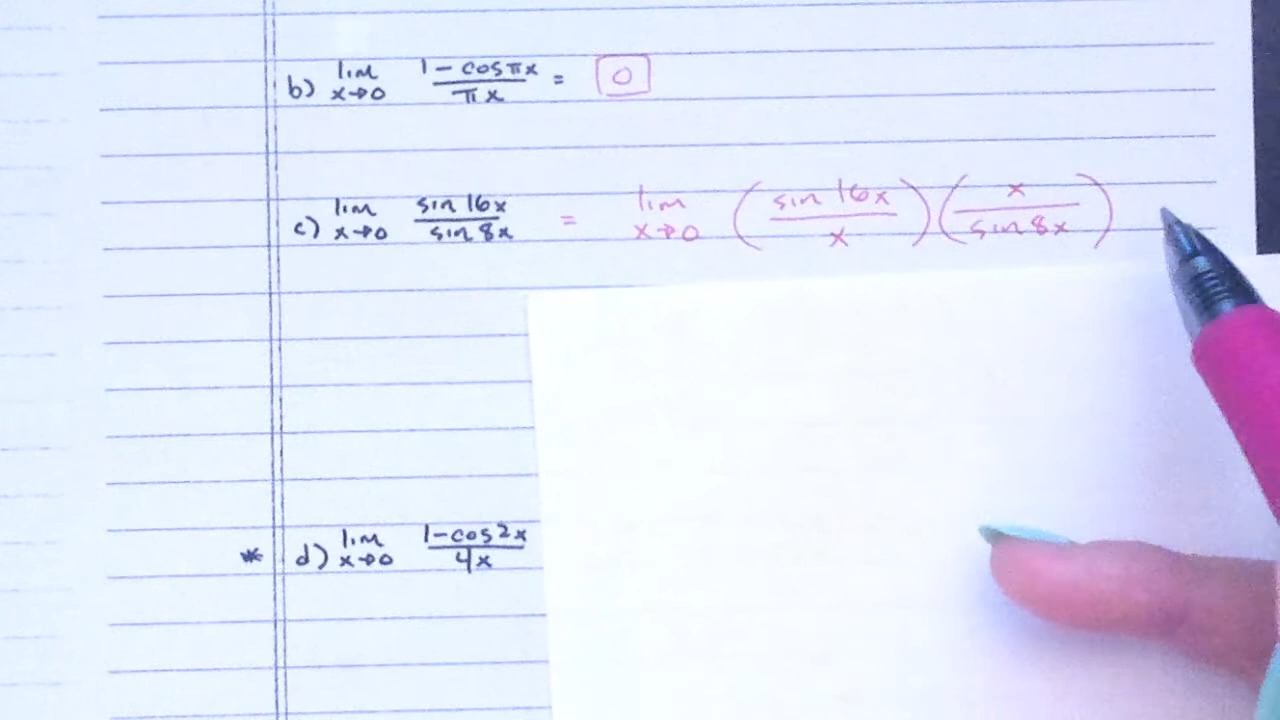 b) lim x→0 (1 - cos πx)/(πx) = 0
c) lim x→0 (sin 16x)/(sin 8x) = lim x→0 ((sin 16x)/x)(x/(sin 8x))
* d) lim x→0 (1-cos 2x)/(4x)